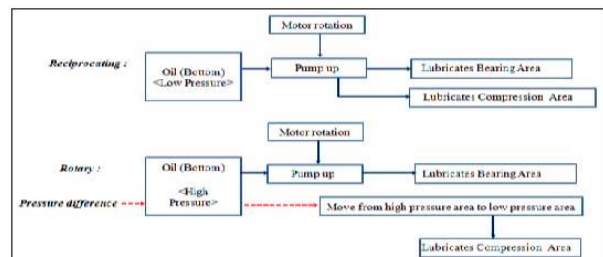 Motor rotation
Reciprocating :
Oil (Bottom)
<Low Pressure>
Pump up
Lubricates Bearing Area
Lubricates Compression Area
Motor rotation
Rotary :
Oil (Bottom)
<High
Pressure>
Pump up
Lubricates Bearing Area
Pressure difference
Move from high pressure area to low pressure area
Lubricates Compression Area